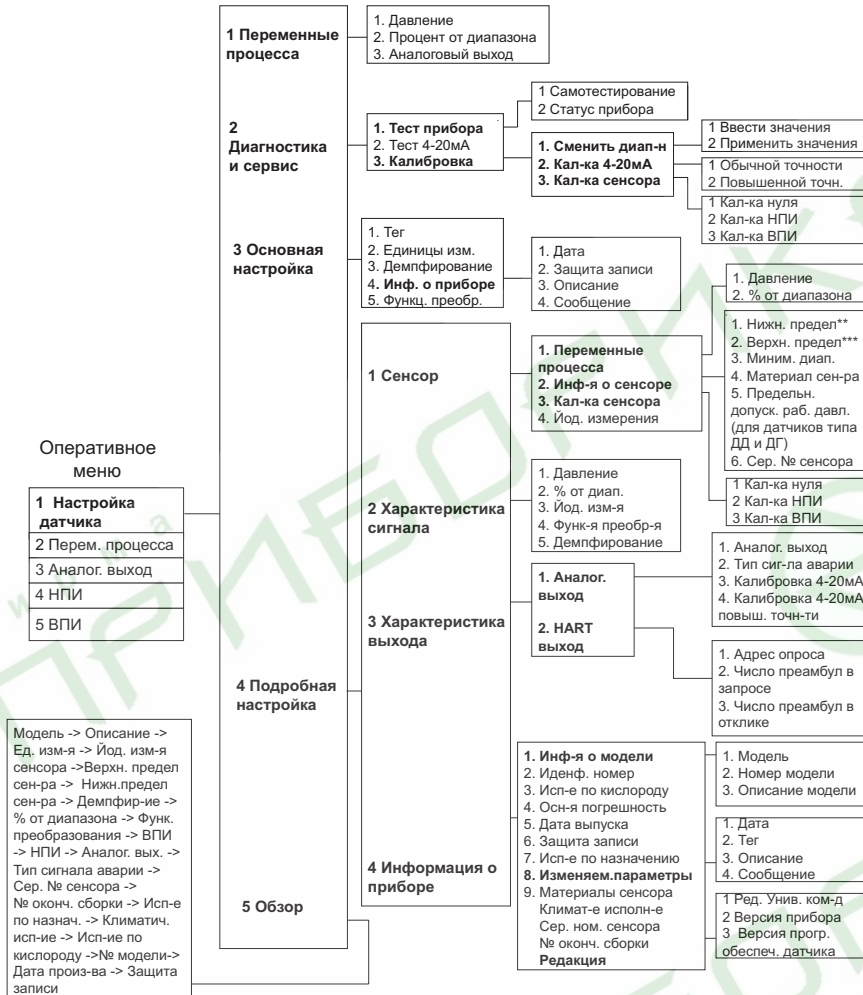 Оперативное
меню
1 Настройка
датчика
2 Перем. процесса
3 Аналог. выход
4 НПИ
5 ВПИ
1 Переменные
процесса
1. Давление
2. Процент от диапазона
3. Аналоговый выход
2
Диагностика
и сервис
1. Тест прибора
2. Тест 4-20мА
3. Калибровка
1 Самотестирование
2 Статус прибора
1. Сменить диап-н
2. Кал-ка 4-20мА
3. Кал-ка сенсора
1 Ввести значения
2 Применить значения
1 Обычной точности
2 Повышенной точн.
1 Кал-ка нуля
2 Кал-ка НПИ
3 Кал-ка ВПИ
3 Основная
настройка
1. Тег
2. Единицы изм.
3. Демпфирование
4. Инф. о приборе
5. Функц. преобр.
1. Дата
2. Защита записи
3. Описание
4. Сообщение
4 Подробная
настройка
1 Сенсор
1. Переменные
процесса
2. Инф-я о сенсоре
3. Кал-ка сенсора
4. Йод. измерения
1. Давление
2. % от диапазона
1. Нижн. предел**
2. Верхн. предел***
3. Миним. диап.
4. Материал сен-ра
5. Предельн.
допуск. раб. давл.
(для датчиков типа
ДД и ДГ)
6. Сер. № сенсора
1 Кал-ка нуля
2 Кал-ка НПИ
3 Кал-ка ВПИ
2 Характеристика
сигнала
1. Давление
2. % от диап.
3. Йод. изм-я
4. Функ-я преобр-я
5. Демпфирование
3 Характеристика
выхода
1. Аналог.
выход
2. HART
выход
1. Аналог. выход
2. Тип сиг-ла аварии
3. Калибровка 4-20мА
4. Калибровка 4-20мА
повыш. точн-ти
1. Адрес опроса
2. Число преамбул в
запросе
3. Число преамбул в
отклике
4 Информация о
приборе
1. Инф-я о модели
2. Иденф. номер
3. Исп-е по кислороду
4. Осн-я погрешность
5. Дата выпуска
6. Защита записи
7. Исп-е по назначению
8. Изменяем.параметры
9. Материалы сенсора
Климат-е исполн-е
Сер. ном. сенсора
№ оконч. сборки
Редакция
1. Модель
2. Номер модели
3. Описание модели
1. Дата
2. Тег
3. Описание
4. Сообщение
1 Ред. Унив. ком-д
2 Версия прибора
3 Версия прогр.
обеспеч. датчика
5 Обзор
Модель -> Описание ->
Ед. изм-я -> Йод. изм-я
сенсора ->Верхн. предел
сен-ра -> Нижн.предел
сен-ра -> Демпфир-ие ->
% от диапазона -> Функ.
преобразования -> ВПИ
-> НПИ -> Аналог. вых. ->
Тип сигнала аварии ->
Сер. № сенсора ->
№ оконч. сборки -> Исп-е
по назнач. -> Климатич.
исп-ие -> Исп-ие по
кислороду ->№ модели->
Дата произ-ва -> Защита
записи